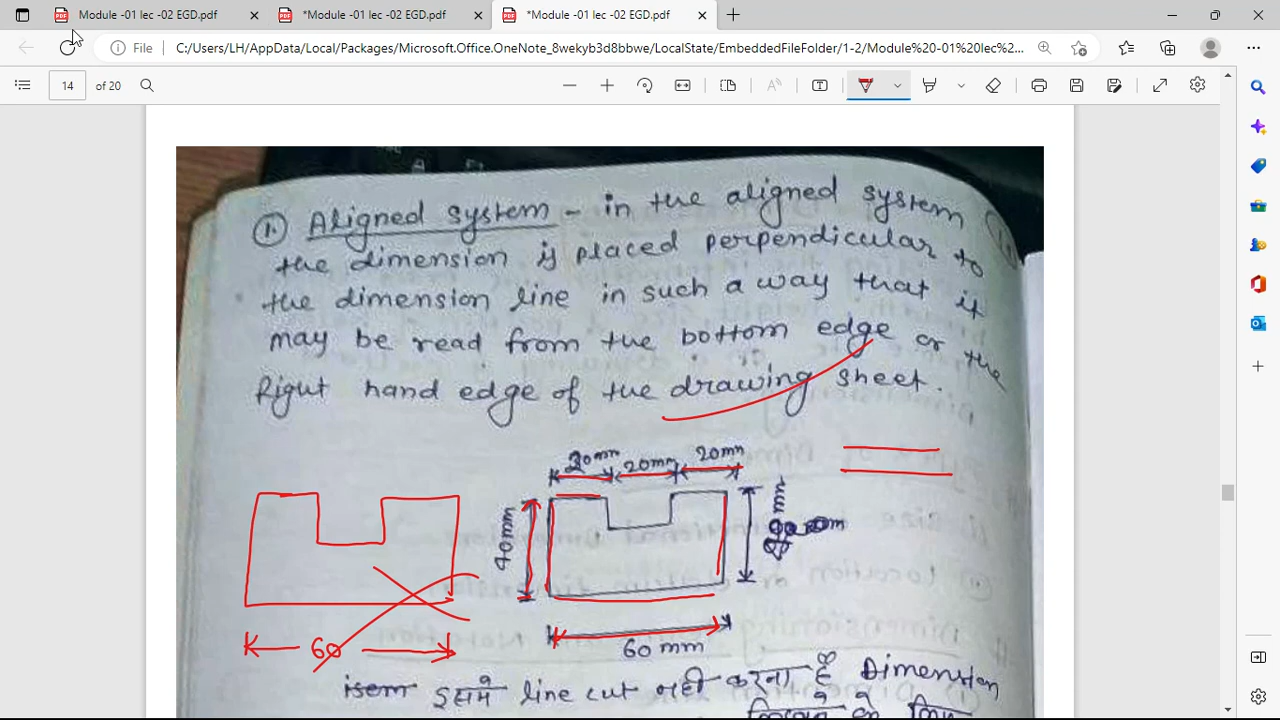 Module -01 lec -02 EGD.pdf
*Module -01 lec -02 EGD.pdf
*Module -01 lec -02 EGD.pdf
File
C:/Users/LH/AppData/Local/Packages/Microsoft.Office.OneNote_8wekyb3d8bbwe/LocalState/EmbeddedFileFolder/1-2/Module%20-01%20lec%2...
14 of 20
1. Aligned system - in the aligned system
the dimension is placed perpendicular to
the dimension line in such a way that it
may be read from the bottom edge or the
Right hand edge of the drawing sheet.
20mm 20mm 20mm
40mm
60
60 mm
इसमे line cut नही करना है Dimension
लिखने के लिए